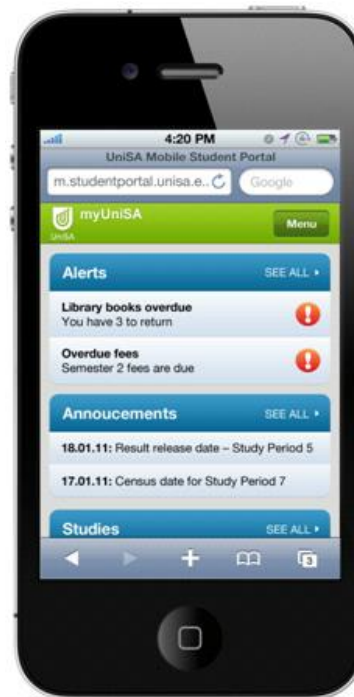 4:20 PM
UniSA Mobile Student Portal
m.studentportal.unisa.e..
Google
myUniSA
UniSA
Menu
Alerts
SEE ALL
Library books overdue
You have 3 to return
Overdue fees
Semester 2 fees are due
Annoucements
SEE ALL
18.01.11: Result release date – Study Period 5
17.01.11: Census date for Study Period 7
Studies
SEE ALL
3